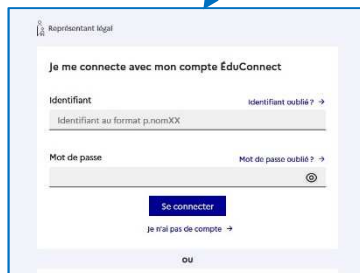 Représentant légal
Je me connecte avec mon compte ÉduConnect
Identifiant
Identifiant oublié ? →
Identifiant au format p.nomXX
Mot de passe
Mot de passe oublié ? →
Se connecter
Je n'ai pas de compte →
ou